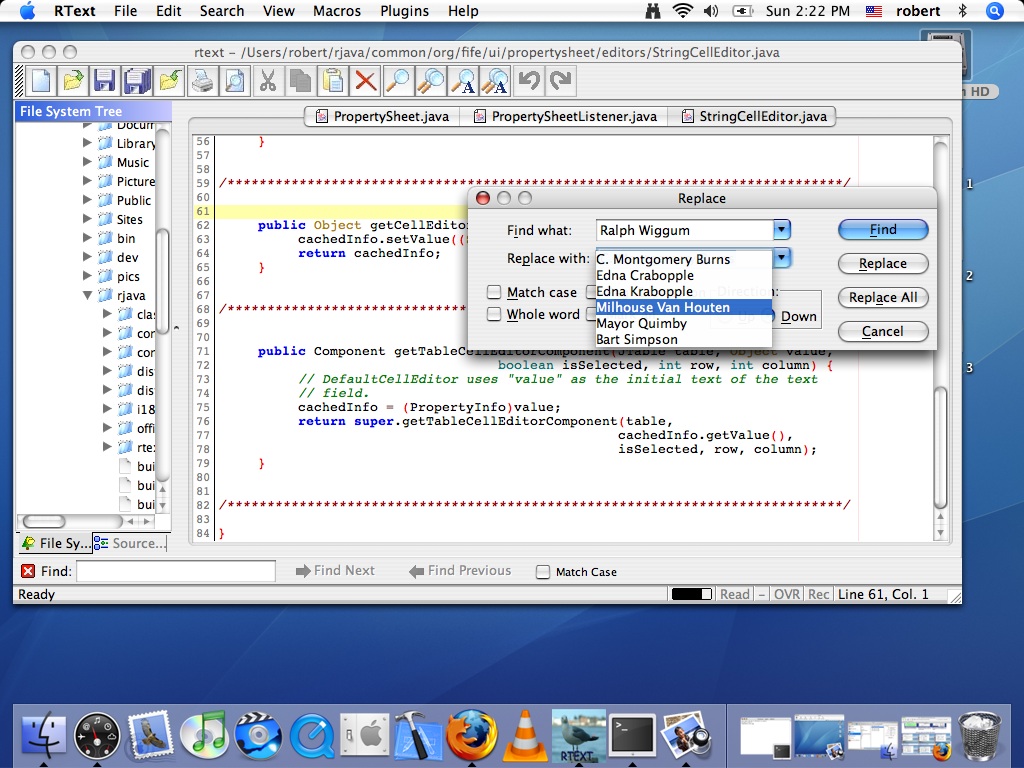 RText File Edit Search View Macros Plugins Help Sun 2:22 PM robert
rtext – /Users/robert/rjava/common/org/fife/ui/propertysheet/editors/StringCellEditor.java
HD
File System Tree
PropertySheet.java PropertySheetListener.java StringCellEditor.java
Docum
Library
Music
Picture
Public
Sites
bin
dev
pics
rjava
clas
con
con
dis
dis
i18
offi
rte
bui
bui
bui
File Sy... Source...
56 }
57
58
59 /******************************************************************************/
60
61
62 public Object getCellEditor
63 cachedInfo.setValue((
64 return cachedInfo;
65 }
66
67
68 /******************************
69
70
71 public Component getTableCellEditorComponent(JTable table, Object value,
72 boolean isSelected, int row, int column) {
73 // DefaultCellEditor uses "value" as the initial text of the text
74 // field.
75 cachedInfo = (PropertyInfo)value;
76 return super.getTableCellEditorComponent(table,
77 cachedInfo.getValue(),
78 isSelected, row, column);
79 }
80
81
82 /******************************************************************************/
83
84 }
Replace
Find what: Ralph Wiggum Find
Replace with: Replace
C. Montgomery Burns
Edna Crabopple
Edna Krabopple
Milhouse Van Houten
Mayor Quimby
Bart Simpson
Match case Direction: Replace All
Whole word Down
Cancel
1
2
3
Find: Find Next Find Previous Match Case
Ready Read – OVR Rec Line 61, Col. 1
RTEXT